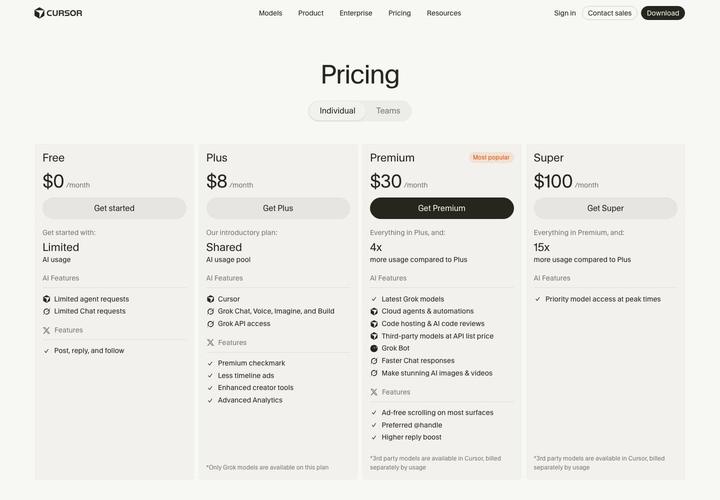 CURSOR
Models Product Enterprise Pricing Resources
Sign in Contact sales Download
Pricing
Individual Teams
Free
$0 /month
Get started
Get started with:
Limited
AI usage
AI Features
Limited agent requests
Limited Chat requests
X Features
Post, reply, and follow
Plus
$8 /month
Get Plus
Our introductory plan:
Shared
AI usage pool
AI Features
Cursor
Grok Chat, Voice, Imagine, and Build
Grok API access
X Features
Premium checkmark
Less timeline ads
Enhanced creator tools
Advanced Analytics
*Only Grok models are available on this plan
Premium Most popular
$30 /month
Get Premium
Everything in Plus, and:
4x
more usage compared to Plus
AI Features
Latest Grok models
Cloud agents & automations
Code hosting & AI code reviews
Third-party models at API list price
Grok Bot
Faster Chat responses
Make stunning AI images & videos
X Features
Ad-free scrolling on most surfaces
Preferred @handle
Higher reply boost
*3rd party models are available in Cursor, billed
separately by usage
Super
$100 /month
Get Super
Everything in Premium, and:
15x
more usage compared to Plus
AI Features
Priority model access at peak times
*3rd party models are available in Cursor, billed
separately by usage